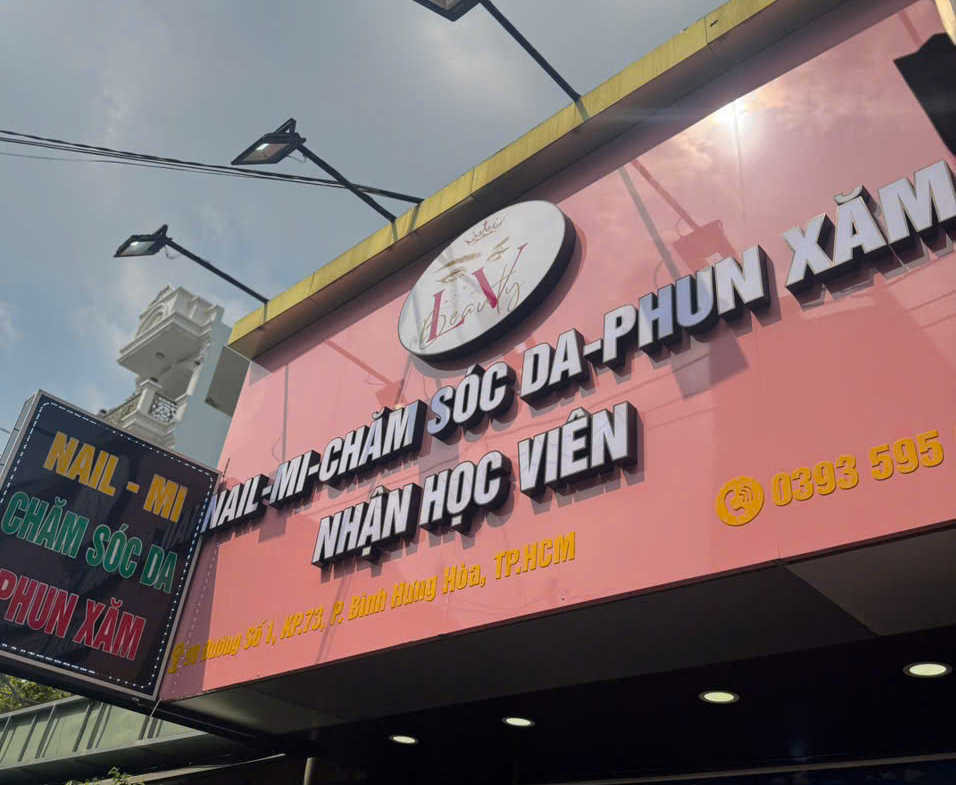 LV
Beauty
NAIL-MI-CHĂM SÓC DA-PHUN XĂM
NHẬN HỌC VIÊN
Đường Số 1, KP.73, P. Bình Hưng Hòa, TP.HCM
0393 595
NAIL - MI
CHĂM SÓC DA
PHUN XĂM